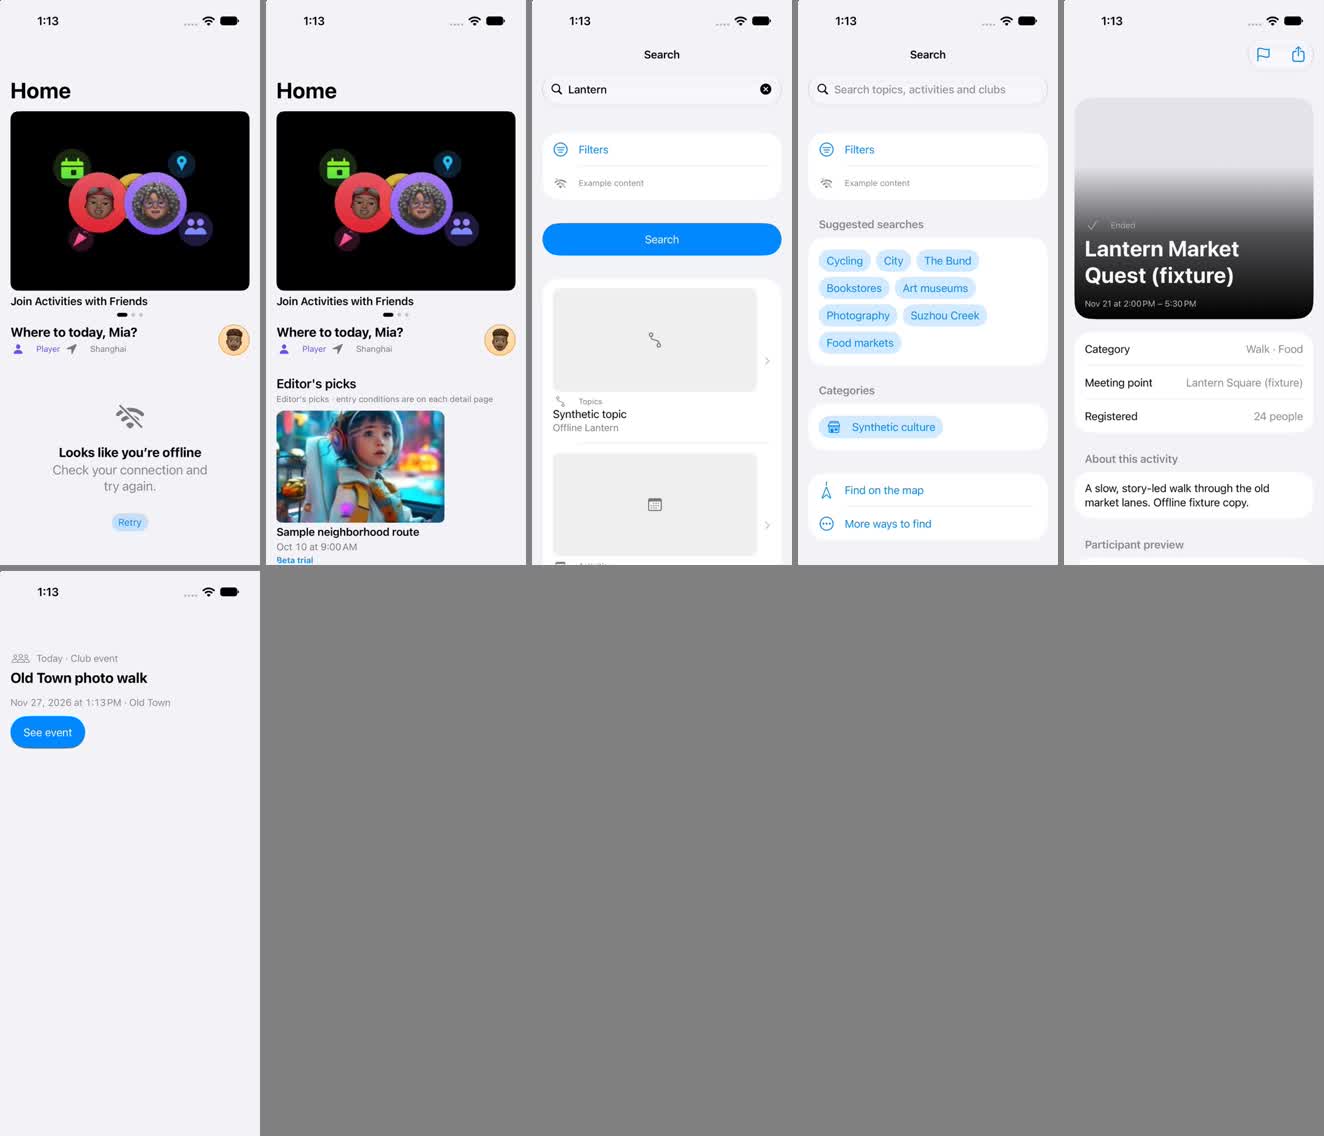 1:13
Home
Join Activities with Friends
Where to today, Mia?
Player Shanghai
Looks like you’re offline
Check your connection and
try again.
Retry
1:13
Home
Join Activities with Friends
Where to today, Mia?
Player Shanghai
Editor's picks
Editor's picks · entry conditions are on each detail page
Sample neighborhood route
Oct 10 at 9:00 AM
Beta trial
1:13
Search
Lantern
Filters
Example content
Search
Topics
Synthetic topic
Offline Lantern
1:13
Search
Search topics, activities and clubs
Filters
Example content
Suggested searches
Cycling City The Bund
Bookstores Art museums
Photography Suzhou Creek
Food markets
Categories
Synthetic culture
Find on the map
More ways to find
1:13
Ended
Lantern Market
Quest (fixture)
Nov 21 at 2:00 PM – 5:30 PM
Category Walk · Food
Meeting point Lantern Square (fixture)
Registered 24 people
About this activity
A slow, story-led walk through the old
market lanes. Offline fixture copy.
Participant preview
1:13
Today · Club event
Old Town photo walk
Nov 27, 2026 at 1:13 PM · Old Town
See event